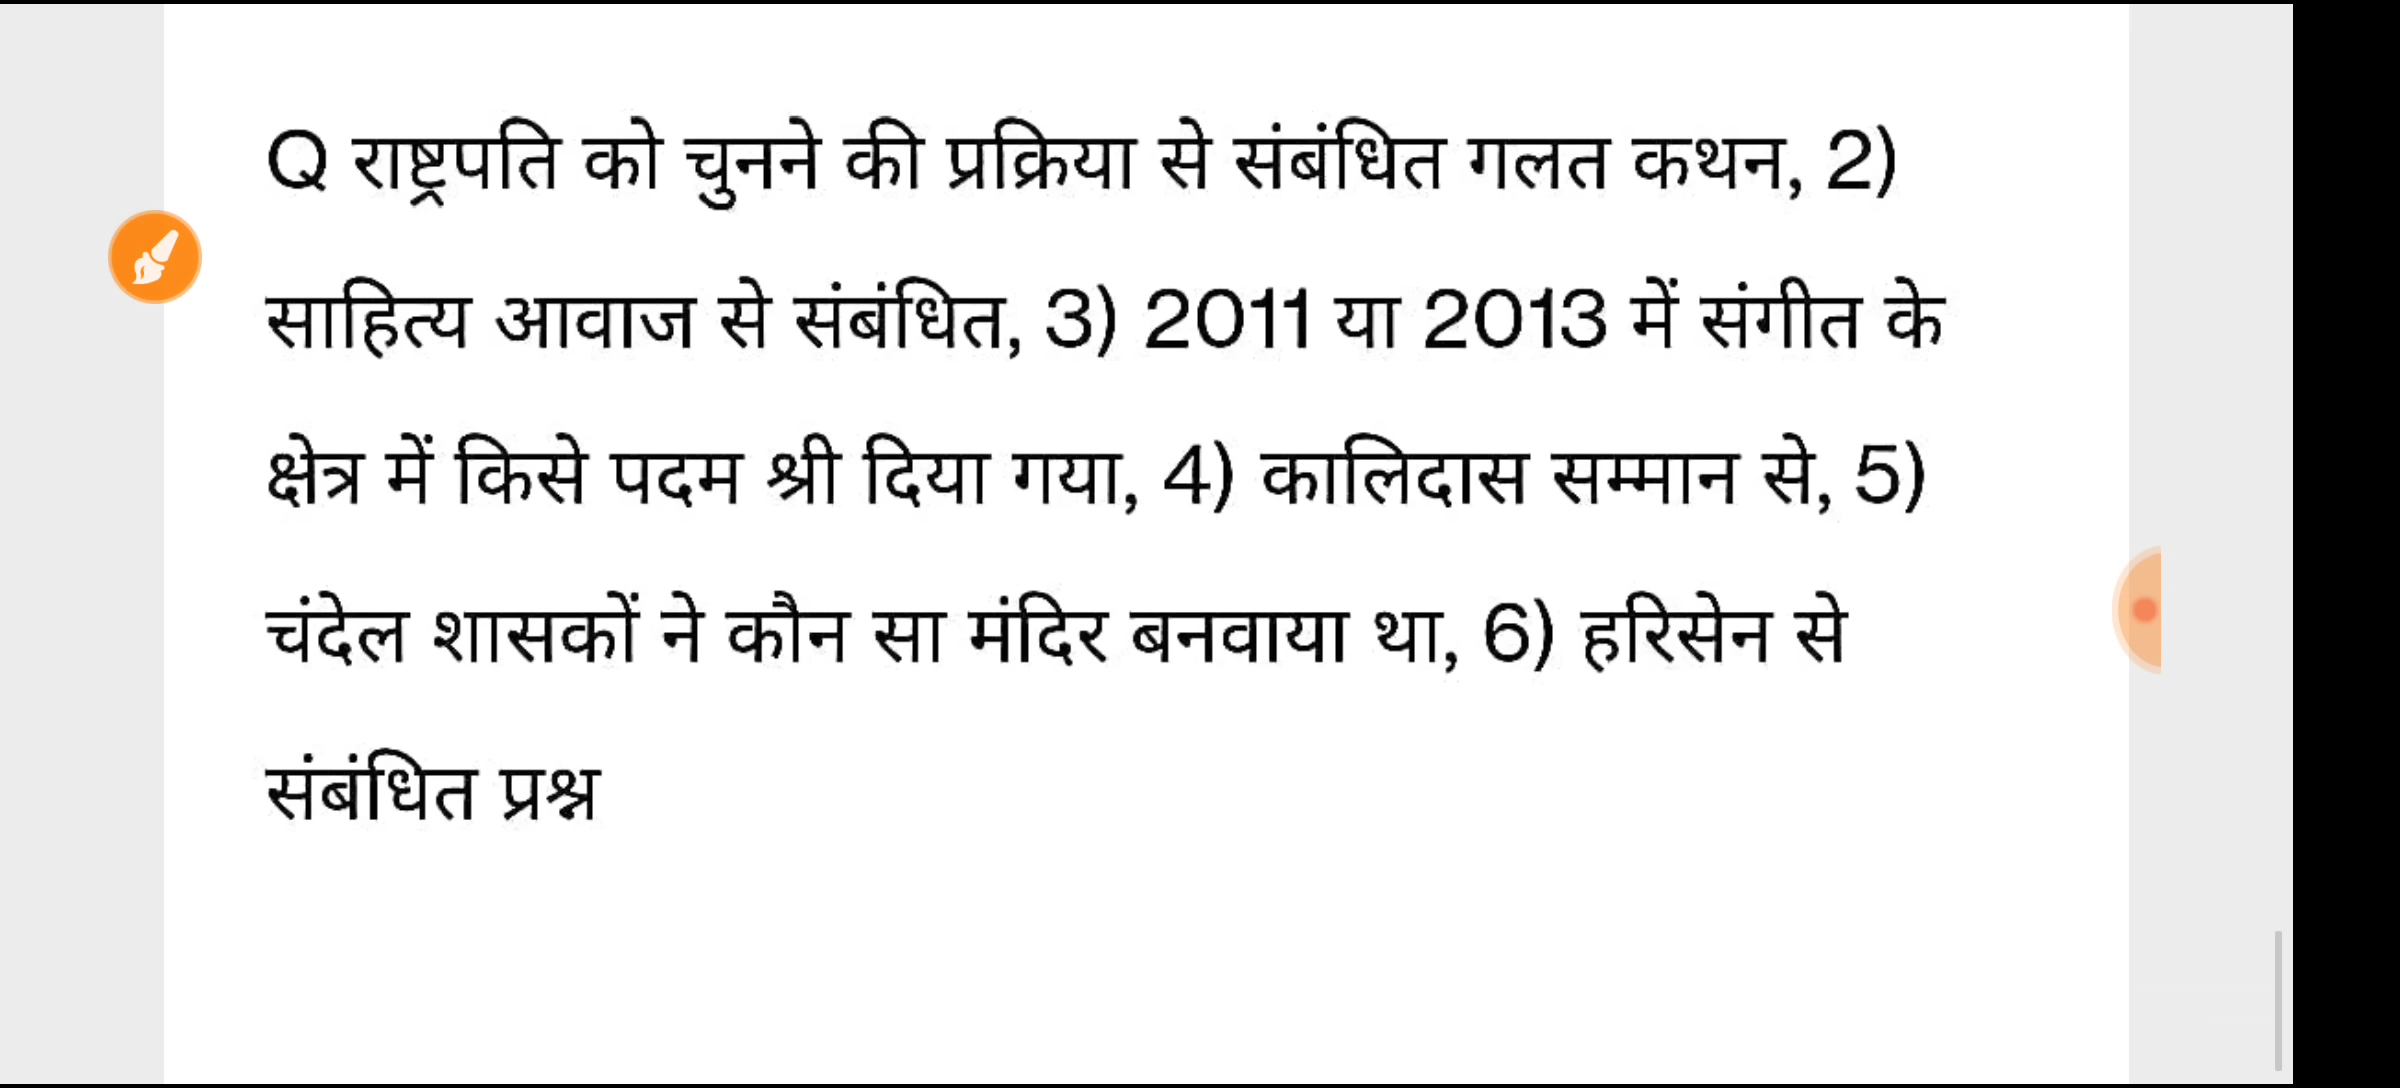 Q राष्ट्रपति को चुनने की प्रक्रिया से संबंधित गलत कथन, 2)
साहित्य आवाज से संबंधित, 3) 2011 या 2013 में संगीत के
क्षेत्र में किसे पदम श्री दिया गया, 4) कालिदास सम्मान से, 5)
चंदेल शासकों ने कौन सा मंदिर बनवाया था, 6) हरिसेन से
संबंधित प्रश्न